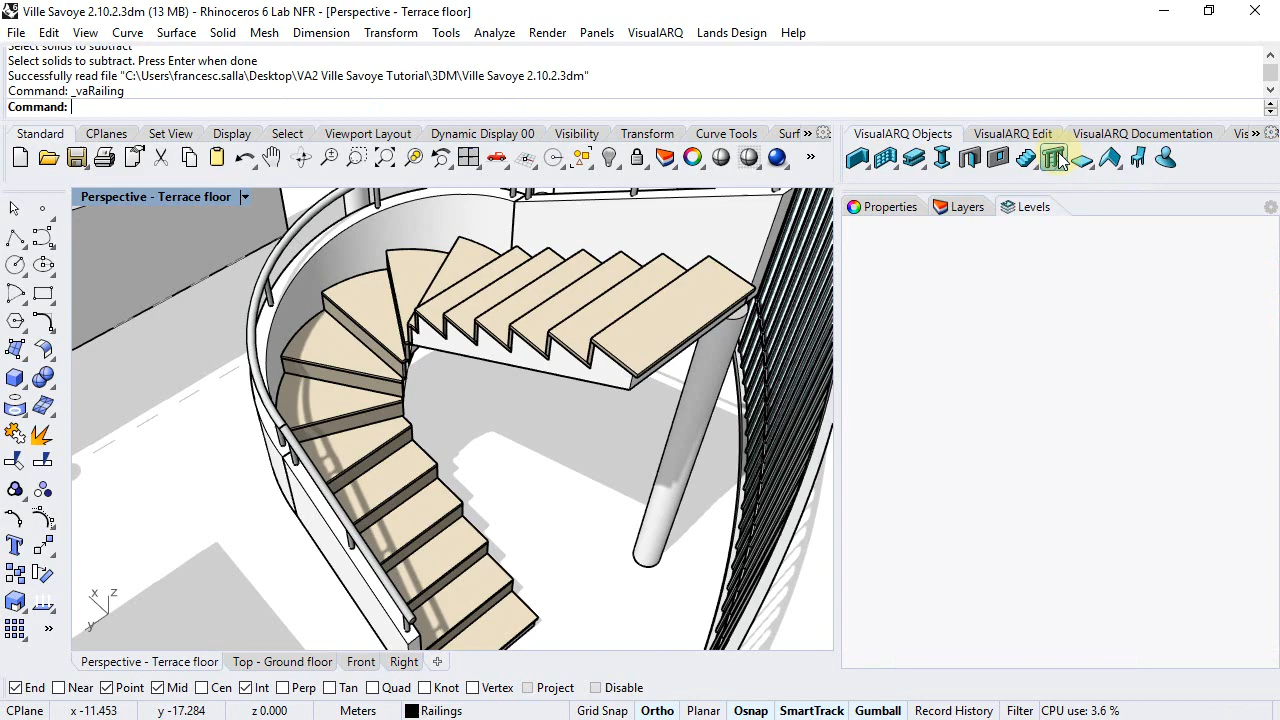 Ville Savoye 2.10.2.3dm (13 MB) - Rhinoceros 6 Lab NFR - [Perspective - Terrace floor]
File Edit View Curve Surface Solid Mesh Dimension Transform Tools Analyze Render Panels VisualARQ Lands Design Help
Select solids to subtract
Select solids to subtract. Press Enter when done
Successfully read file "C:\Users\francesc.salla\Desktop\VA2 Ville Savoye Tutorial\3DM\Ville Savoye 2.10.2.3dm"
Command: _vaRailing
Command:
Standard CPlanes Set View Display Select Viewport Layout Dynamic Display 00 Visibility Transform Curve Tools Surf » VisualARQ Objects VisualARQ Edit VisualARQ Documentation Vis »
Perspective - Terrace floor
Properties Layers Levels
x z
y
Perspective - Terrace floor Top - Ground floor Front Right
End Near Point Mid Cen Int Perp Tan Quad Knot Vertex Project Disable
CPlane x -11.453 y -17.284 z 0.000 Meters Railings Grid Snap Ortho Planar Osnap SmartTrack Gumball Record History Filter CPU use: 3.6 %